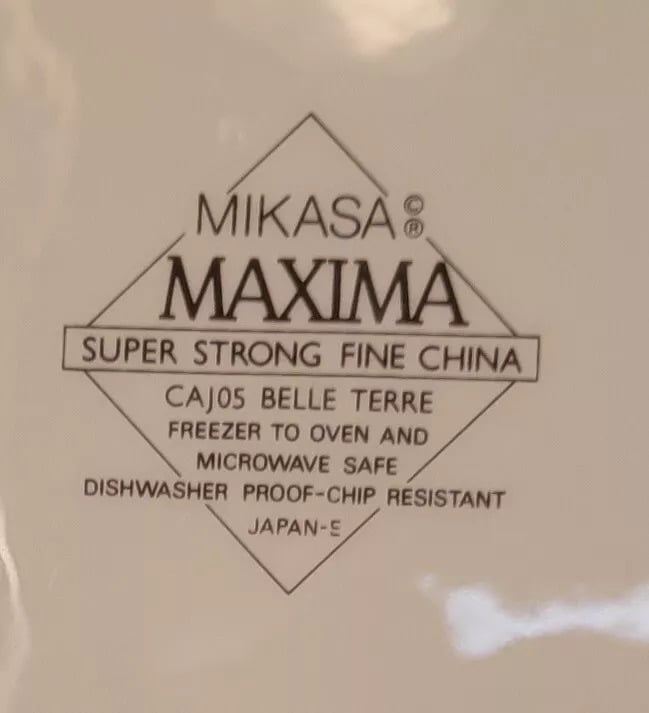 MIKASA ©®
MAXIMA
SUPER STRONG FINE CHINA
CAJ05 BELLE TERRE
FREEZER TO OVEN AND
MICROWAVE SAFE
DISHWASHER PROOF-CHIP RESISTANT
JAPAN-